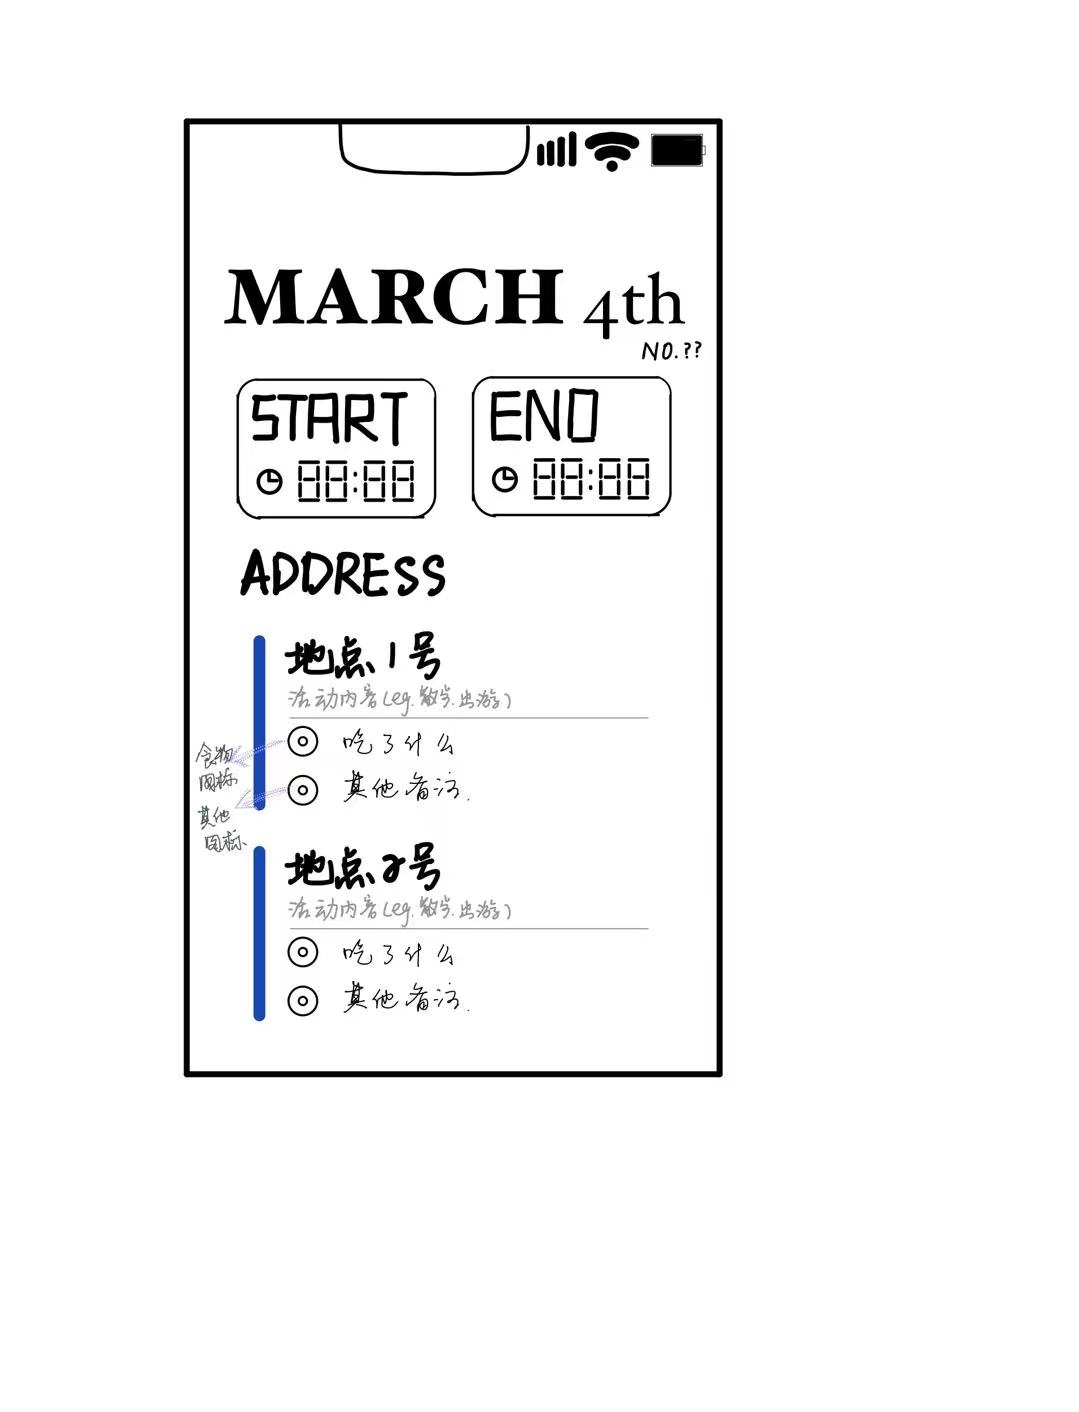 MARCH 4th
NO.??
START
88:88
END
88:88
ADDRESS
地点1号
活动内容(eg.散步.出游)
吃了什么
其他备注.
食物
图标
其他
图标
地点2号
活动内容(eg.散步.出游)
吃了什么
其他备注.